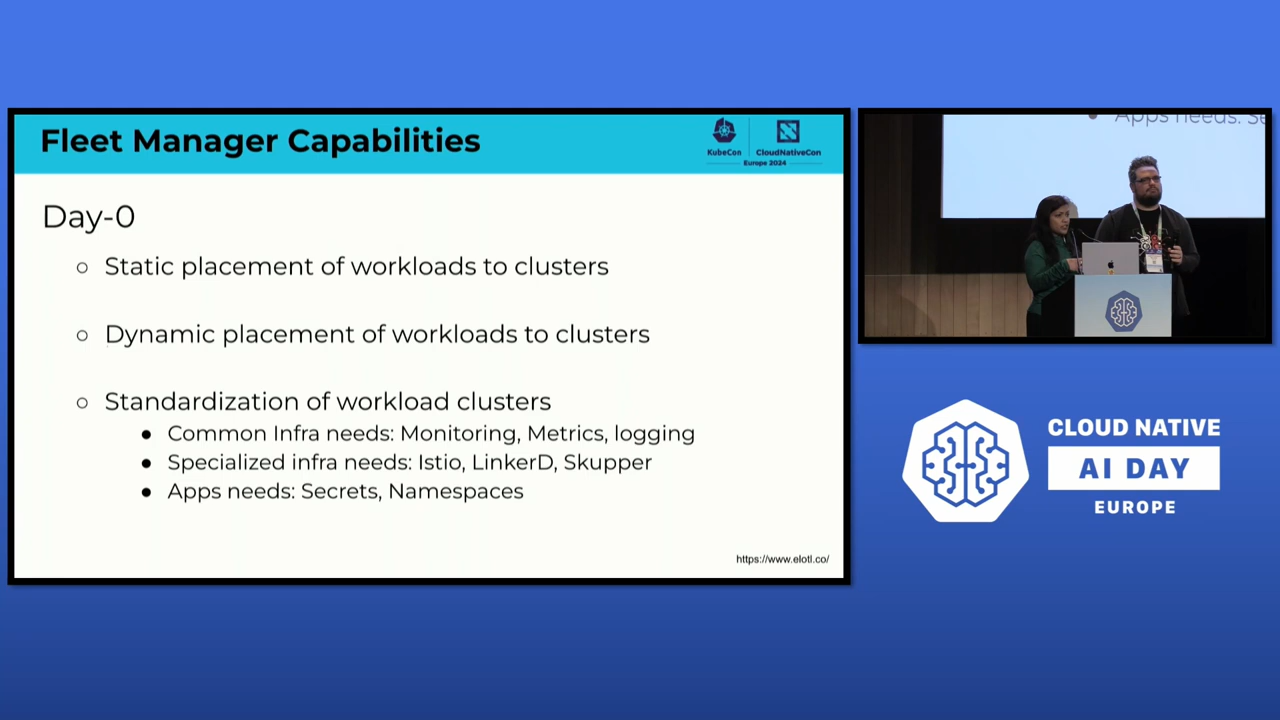 Fleet Manager Capabilities
KubeCon
CloudNativeCon
Europe 2024
Day-0
Static placement of workloads to clusters
Dynamic placement of workloads to clusters
Standardization of workload clusters
Common Infra needs: Monitoring, Metrics, logging
Specialized infra needs: Istio, LinkerD, Skupper
Apps needs: Secrets, Namespaces
https://www.elotl.co/
Apps needs: Se
CLOUD NATIVE
AI DAY
EUROPE